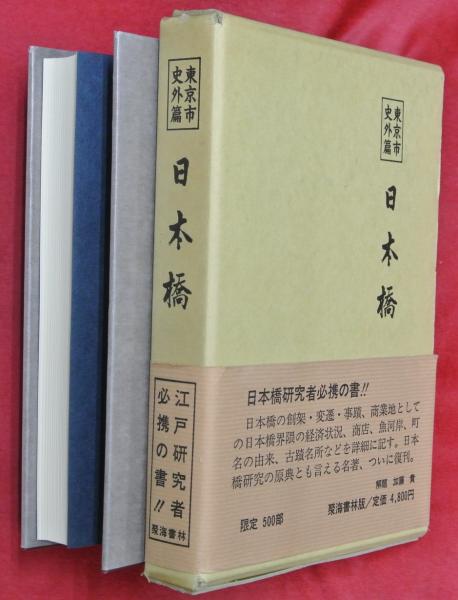 東京市
史外篇
日本橋
江戸研究者
必携の書!!
聚海書林
東京市
史外篇
日本橋
日本橋研究者必携の書!!
日本橋の創架・変遷・事蹟、商業地として
の日本橋界隈の経済状況、商店、魚河岸、町
名の由来、古蹟名所などを詳細に記す。日本
橋研究の原典とも言える名著、ついに復刊。
解題 加藤 貴
限定 500部
聚海書林版/定価 4,800円